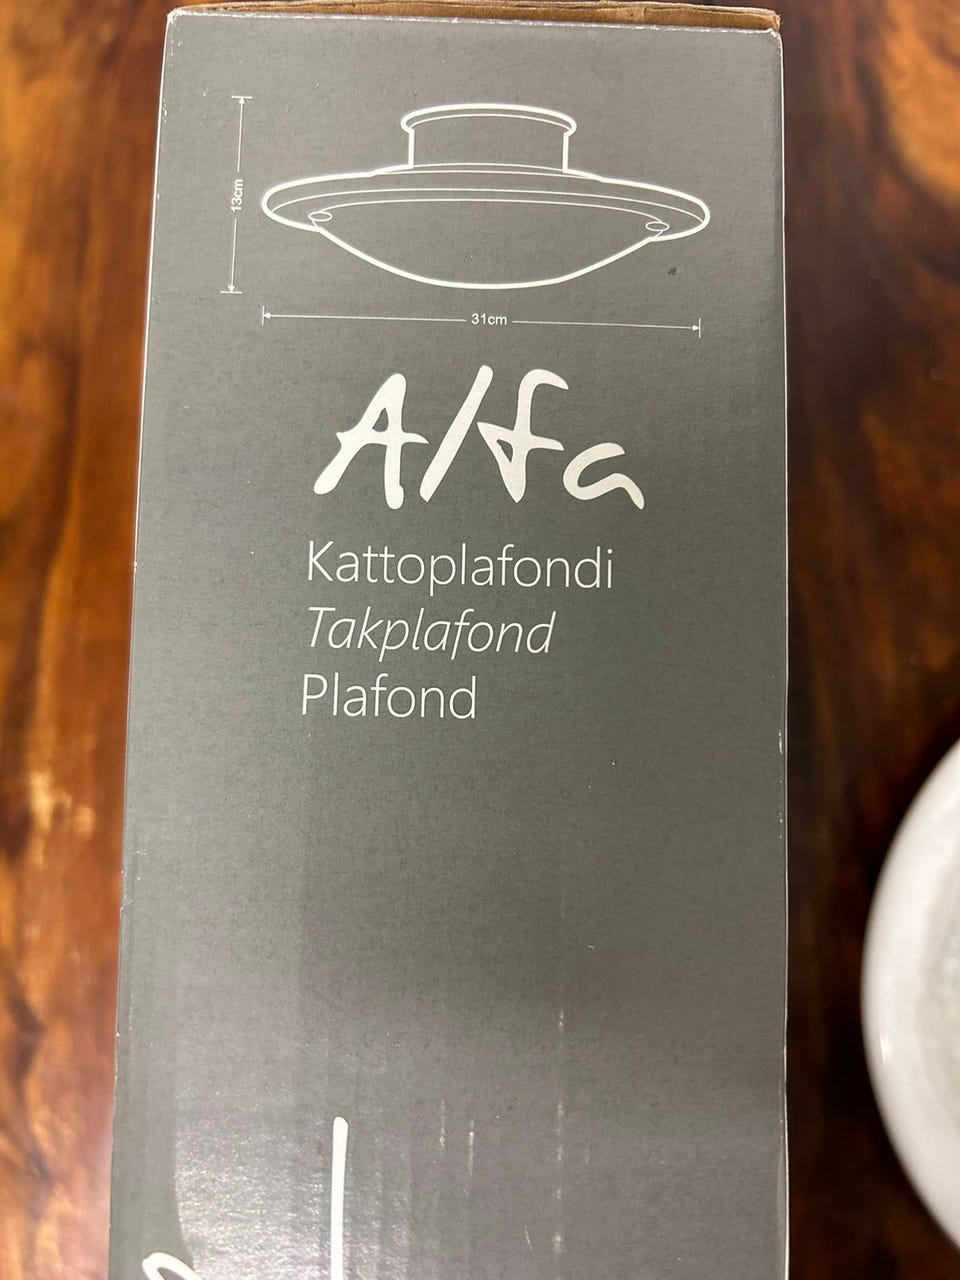 13cm
31cm
Alfa
Kattoplafondi
Takplafond
Plafond